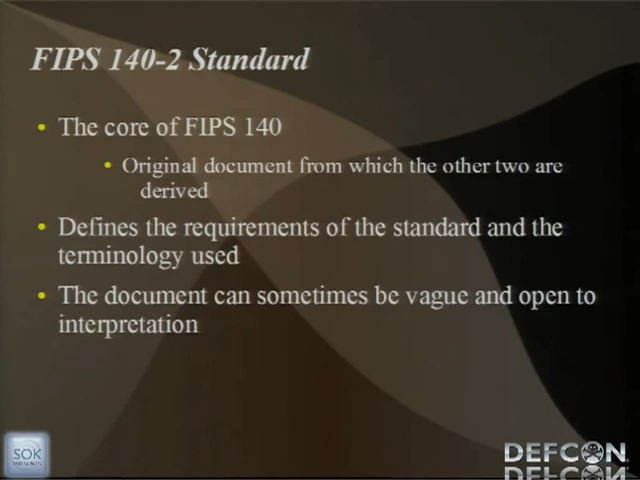 FIPS 140-2 Standard
• The core of FIPS 140
• Original document from which the other two are
derived
• Defines the requirements of the standard and the
terminology used
• The document can sometimes be vague and open to
interpretation
SOK
DEFCON